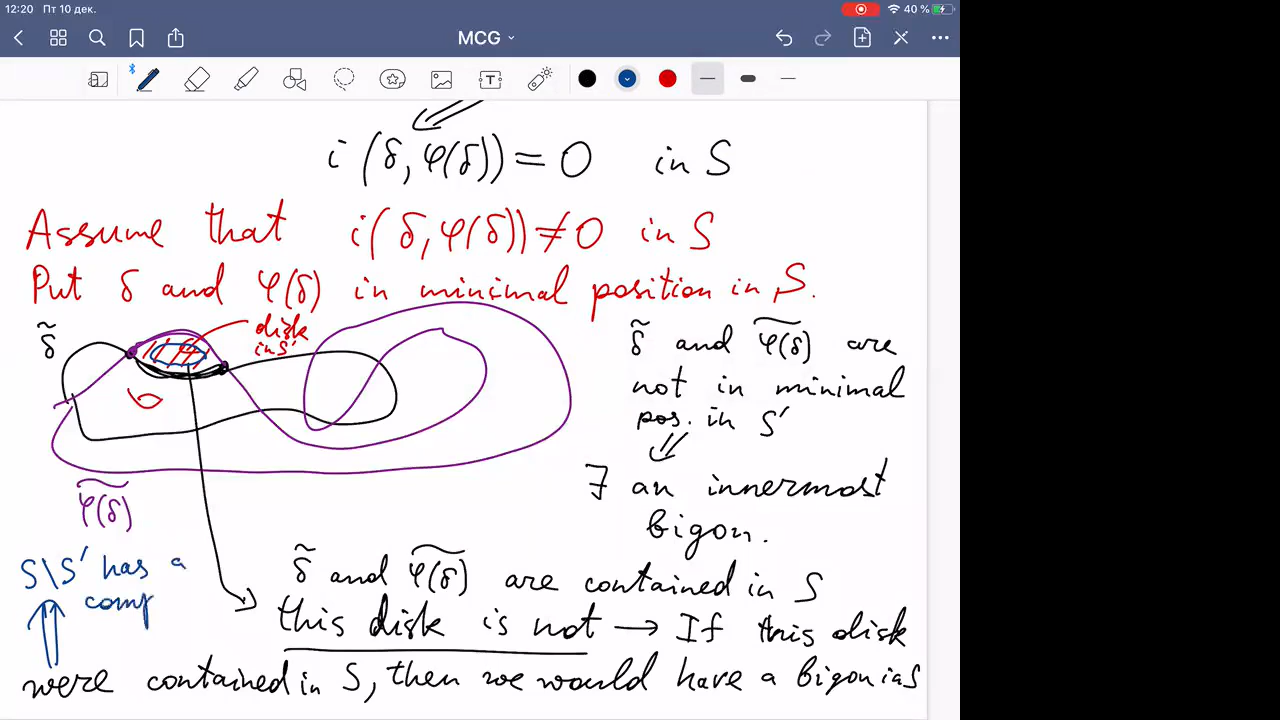 12:20 Пт 10 дек.
40 %
MCG
i(δ, φ(δ)) = 0 in S
Assume that i(δ, φ(δ)) ≠ 0 in S
Put δ and φ(δ) in minimal position in S.
δ̃
disk
in S'
δ̃ and φ(δ)͂ are
not in minimal
pos. in S'
⇓
∃ an innermost
bigon.
φ(δ)͂
S\S' has a
comp
δ̃ and φ(δ)͂ are contained in S
this disk is not → If this disk
were contained in S, then we would have a bigon in S